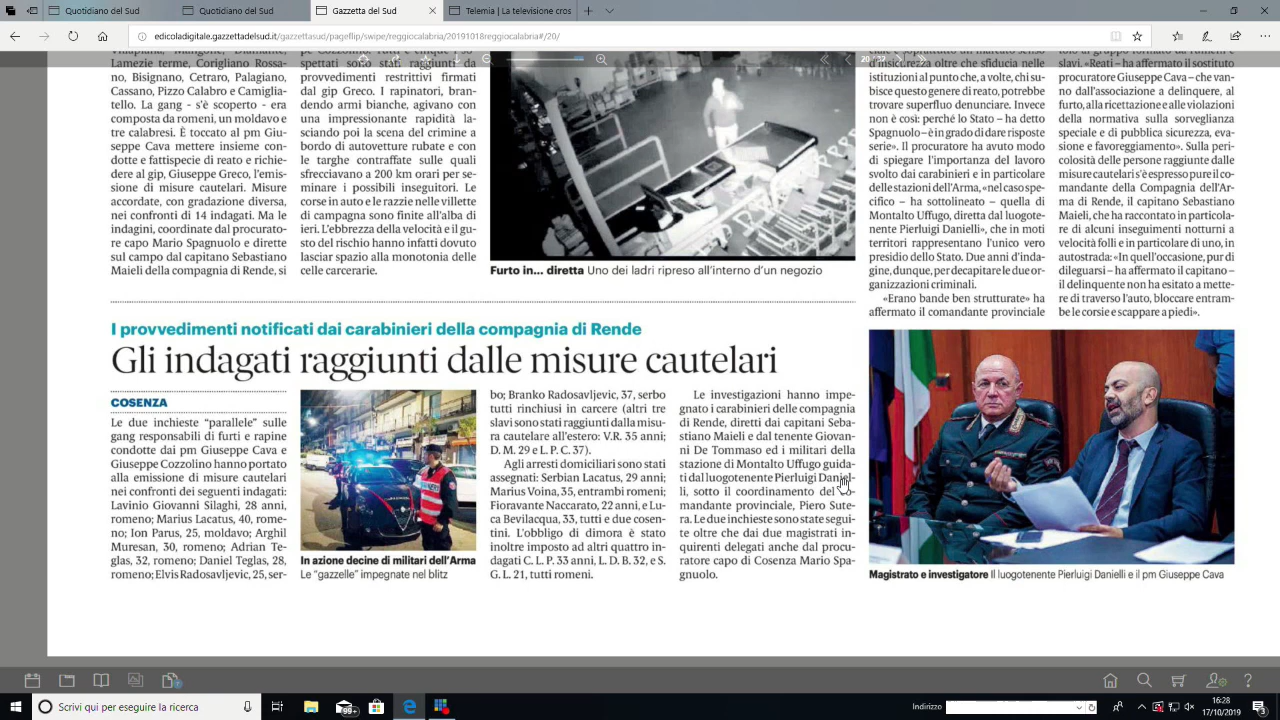 Gazzetta del Sud
Gazzetta del Sud
edicoladigitale.gazzettadelsud.it/gazzettasud/pageflip/swipe/reggiocalabria/20191018reggiocalabria#/20/
Lamezie terme, Corigliano Rossa-
no, Bisignano, Cetraro, Palagiano,
Cassano, Pizzo Calabro e Camiglia-
tello. La gang - s'è scoperto - era
composta da romeni, un moldavo e
tre calabresi. È toccato al pm Giu-
seppe Cava mettere insieme con-
dotte e fattispecie di reato e richie-
dere al gip, Giuseppe Greco, l'emis-
sione di misure cautelari. Misure
accordate, con gradazione diversa,
nei confronti di 14 indagati. Ma le
indagini, coordinate dal procurato-
re capo Mario Spagnuolo e dirette
sul campo dal capitano Sebastiano
Maieli della compagnia di Rende, si
spettati sono stati raggiunti da
provvedimenti restrittivi firmati
dal gip Greco. I rapinatori, bran-
dendo armi bianche, agivano con
una impressionante rapidità la-
sciando poi la scena del crimine a
bordo di autovetture rubate e con
le targhe contraffate sulle quali
sfrecciavano a 200 km orari per se-
minare i possibili inseguitori. Le
corse in auto e le razzie nelle villette
di campagna sono finite all'alba di
ieri. L'ebbrezza della velocità e il gu-
sto del rischio hanno infatti dovuto
lasciar spazio alla monotonia delle
celle carcerarie.
Furto in... diretta Uno dei ladri ripreso all'interno d'un negozio
d'insicurezza oltre che sfiducia nelle
istituzioni al punto che, a volte, chi su-
bisce questo genere di reato, potrebbe
trovare superfluo denunciare. Invece
non è così: perché lo Stato – ha detto
Spagnuolo – è in grado di dare risposte
serie». Il procuratore ha avuto modo
di spiegare l'importanza del lavoro
svolto dai carabinieri e in particolare
delle stazioni dell'Arma, «nel caso spe-
cifico – ha sottolineato – quella di
Montalto Uffugo, diretta dal luogote-
nente Pierluigi Danielli», che in moti
territori rappresentano l'unico vero
presidio dello Stato. Due anni d'inda-
gine, dunque, per decapitare le due or-
ganizzazioni criminali.
«Erano bande ben strutturate» ha
affermato il comandante provinciale
20 / 32
slavi. «Reati – ha affermato il sostituto
procuratore Giuseppe Cava – che van-
no dall'associazione a delinquere, al
furto, alla ricettazione e alle violazioni
della normativa sulla sorveglianza
speciale e di pubblica sicurezza, eva-
sione e favoreggiamento». Sulla peri-
colosità delle persone raggiunte dalle
misure cautelari s'è espresso pure il co-
mandante della Compagnia dell'Ar-
ma di Rende, il capitano Sebastiano
Maieli, che ha raccontato in particola-
re di alcuni inseguimenti notturni a
velocità folli e in particolare di uno, in
autostrada: «In quell'occasione, pur di
dileguarsi – ha affermato il capitano –
il delinquente non ha esitato a mette-
re di traverso l'auto, bloccare entram-
be le corsie e scappare a piedi».
I provvedimenti notificati dai carabinieri della compagnia di Rende
Gli indagati raggiunti dalle misure cautelari
COSENZA
Le due inchieste “parallele” sulle
gang responsabili di furti e rapine
condotte dai pm Giuseppe Cava e
Giuseppe Cozzolino hanno portato
alla emissione di misure cautelari
nei confronti dei seguenti indagati:
Lavinio Giovanni Silaghi, 28 anni,
romeno; Marius Lacatus, 40, rome-
no; Ion Parus, 25, moldavo; Arghil
Muresan, 30, romeno; Adrian Te-
glas, 32, romeno; Daniel Teglas, 28,
romeno; Elvis Radosavljevic, 25, ser-
In azione decine di militari dell'Arma
Le “gazzelle” impegnate nel blitz
bo; Branko Radosavljevic, 37, serbo
tutti rinchiusi in carcere (altri tre
slavi sono stati raggiunti dalla misu-
ra cautelare all'estero: V.R. 35 anni;
D. M. 29 e L. P. C. 37).
Agli arresti domiciliari sono stati
assegnati: Serbian Lacatus, 29 anni;
Marius Voina, 35, entrambi romeni;
Fioravante Naccarato, 22 anni, e Lu-
ca Bevilacqua, 33, tutti e due cosen-
tini. L'obbligo di dimora è stato
inoltre imposto ad altri quattro in-
dagati C. L. P. 33 anni, L. D. B. 32, e S.
G. L. 21, tutti romeni.
Le investigazioni hanno impe-
gnato i carabinieri delle compagnia
di Rende, diretti dai capitani Seba-
stiano Maieli e dal tenente Giovan-
ni De Tommaso ed i militari della
stazione di Montalto Uffugo guida-
ti dal luogotenente Pierluigi Daniel-
li, sotto il coordinamento del co-
mandante provinciale, Piero Sute-
ra. Le due inchieste sono state segui-
te oltre che dai due magistrati in-
quirenti delegati anche dal procu-
ratore capo di Cosenza Mario Spa-
gnuolo.
Magistrato e investigatore Il luogotenente Pierluigi Danielli e il pm Giuseppe Cava
Scrivi qui per eseguire la ricerca
99+
Indirizzo
16:28
17/10/2019
3